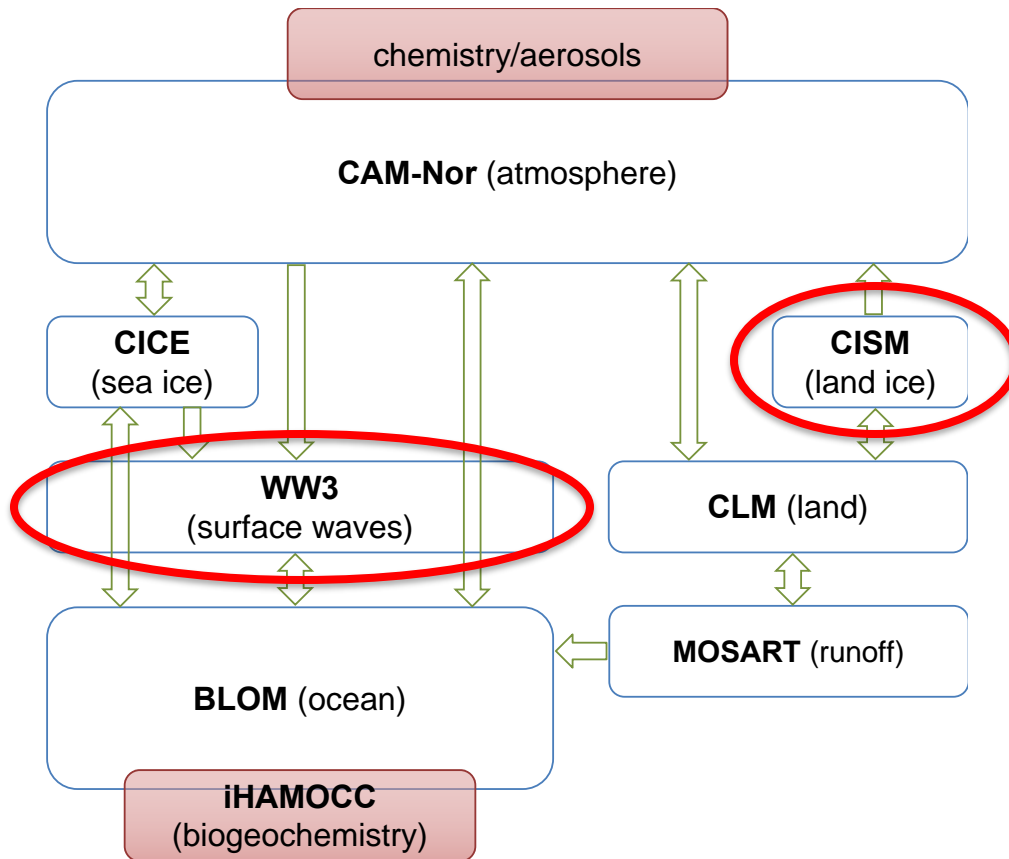 chemistry/aerosols
CAM-Nor (atmosphere)
CICE
(sea ice)
CISM
(land ice)
WW3
(surface waves)
CLM (land)
MOSART (runoff)
BLOM (ocean)
iHAMOCC
(biogeochemistry)